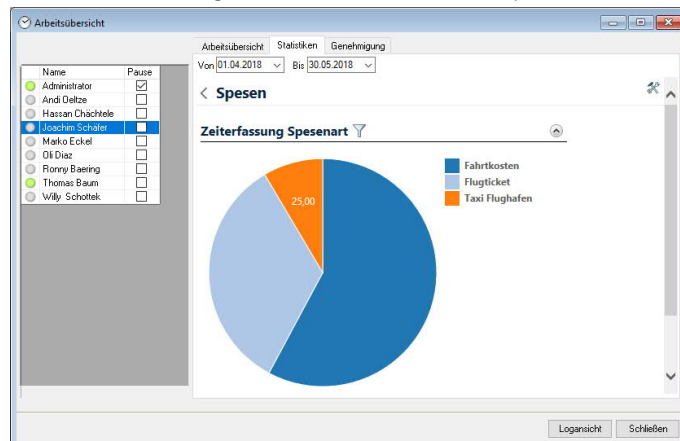 Arbeitsübersicht
Arbeitsübersicht Statistiken Genehmigung
Von 01.04.2018 Bis 30.05.2018
Name Pause
Administrator
Andi Oeltze
Hassan Chächtele
Joachim Schäfer
Marko Eckel
Oli Diaz
Ronny Baering
Thomas Baum
Willy Schottek
< Spesen
Zeiterfassung Spesenart
Fahrtkosten
Flugticket
Taxi Flughafen
25,00
Logansicht Schließen